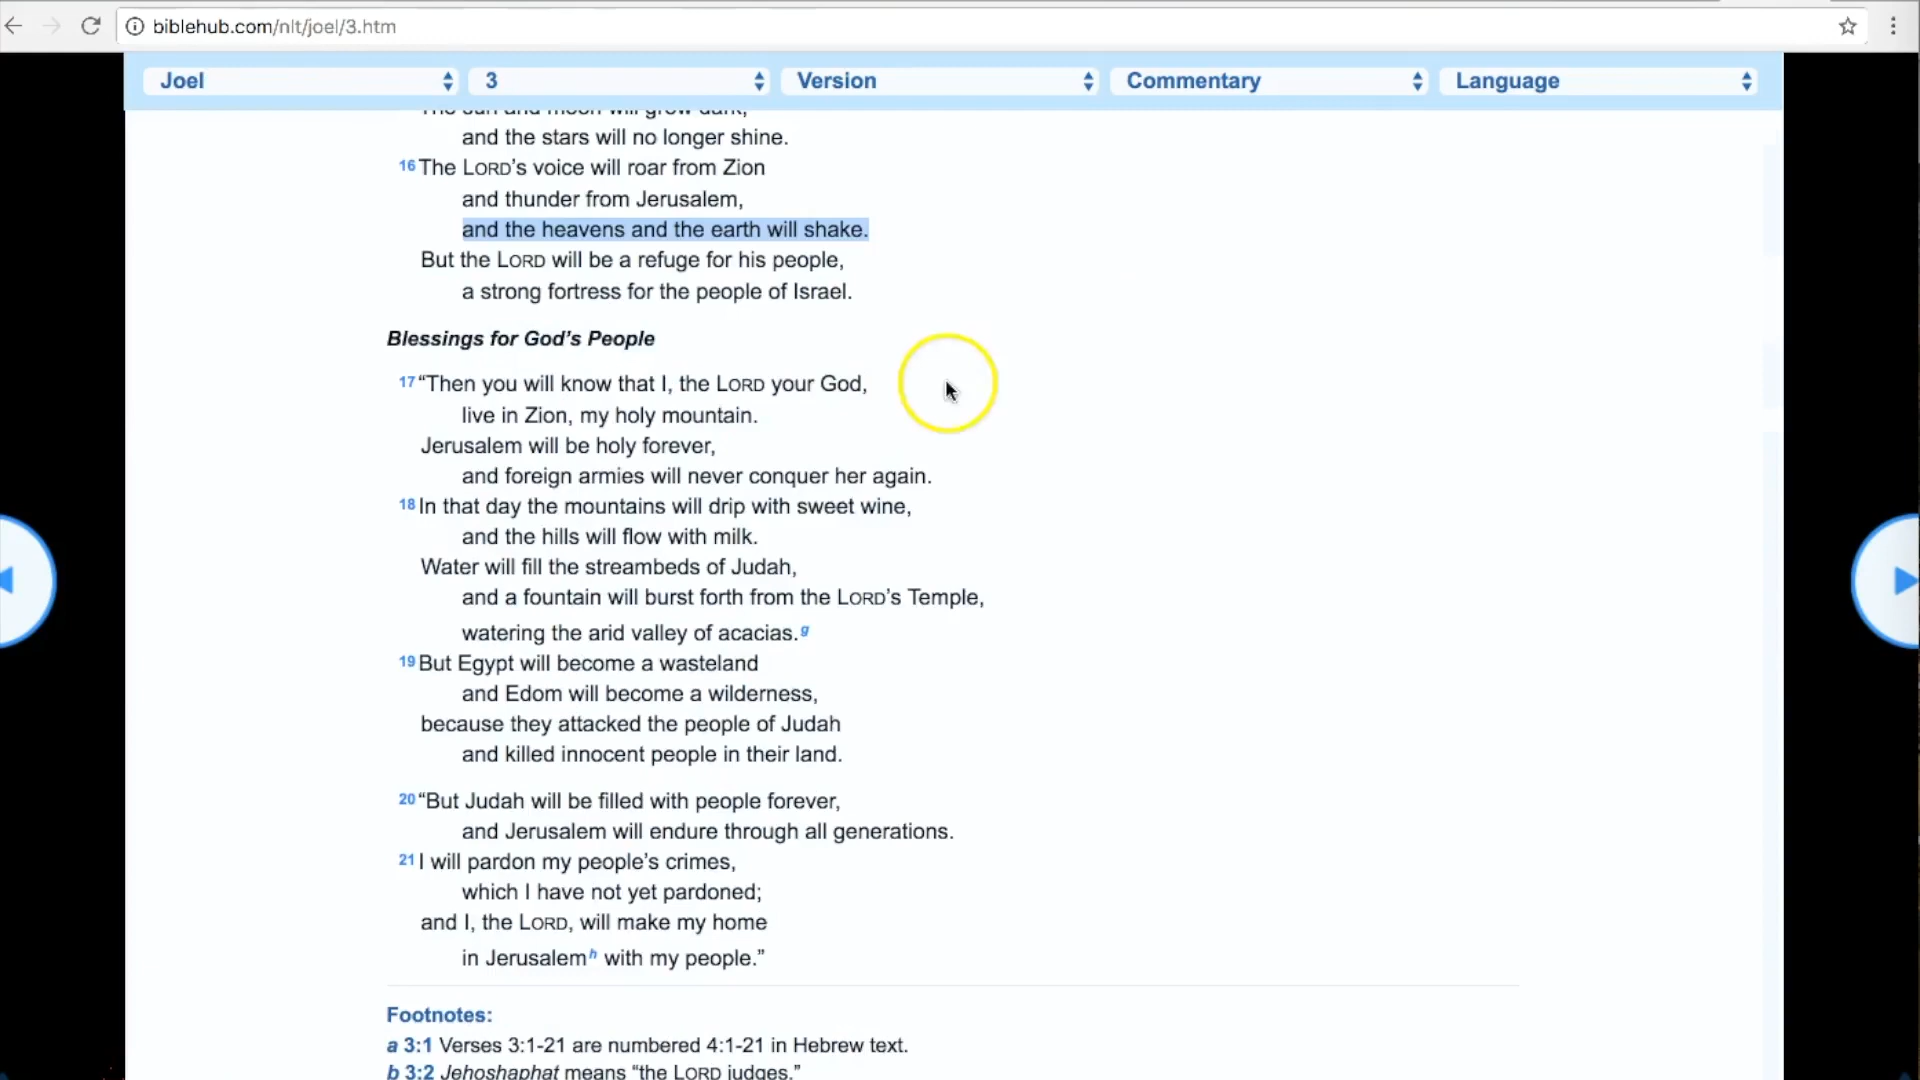 biblehub.com/nlt/joel/3.htm
Joel 3 Version Commentary Language
The sun and moon will grow dark,
and the stars will no longer shine.
16 The LORD’s voice will roar from Zion
and thunder from Jerusalem,
and the heavens and the earth will shake.
But the LORD will be a refuge for his people,
a strong fortress for the people of Israel.
Blessings for God’s People
17 “Then you will know that I, the LORD your God,
live in Zion, my holy mountain.
Jerusalem will be holy forever,
and foreign armies will never conquer her again.
18 In that day the mountains will drip with sweet wine,
and the hills will flow with milk.
Water will fill the streambeds of Judah,
and a fountain will burst forth from the LORD’s Temple,
watering the arid valley of acacias.g
19 But Egypt will become a wasteland
and Edom will become a wilderness,
because they attacked the people of Judah
and killed innocent people in their land.
20 “But Judah will be filled with people forever,
and Jerusalem will endure through all generations.
21 I will pardon my people’s crimes,
which I have not yet pardoned;
and I, the LORD, will make my home
in Jerusalemh with my people.”
Footnotes:
a 3:1 Verses 3:1-21 are numbered 4:1-21 in Hebrew text.
b 3:2 Jehoshaphat means “the LORD judges.”